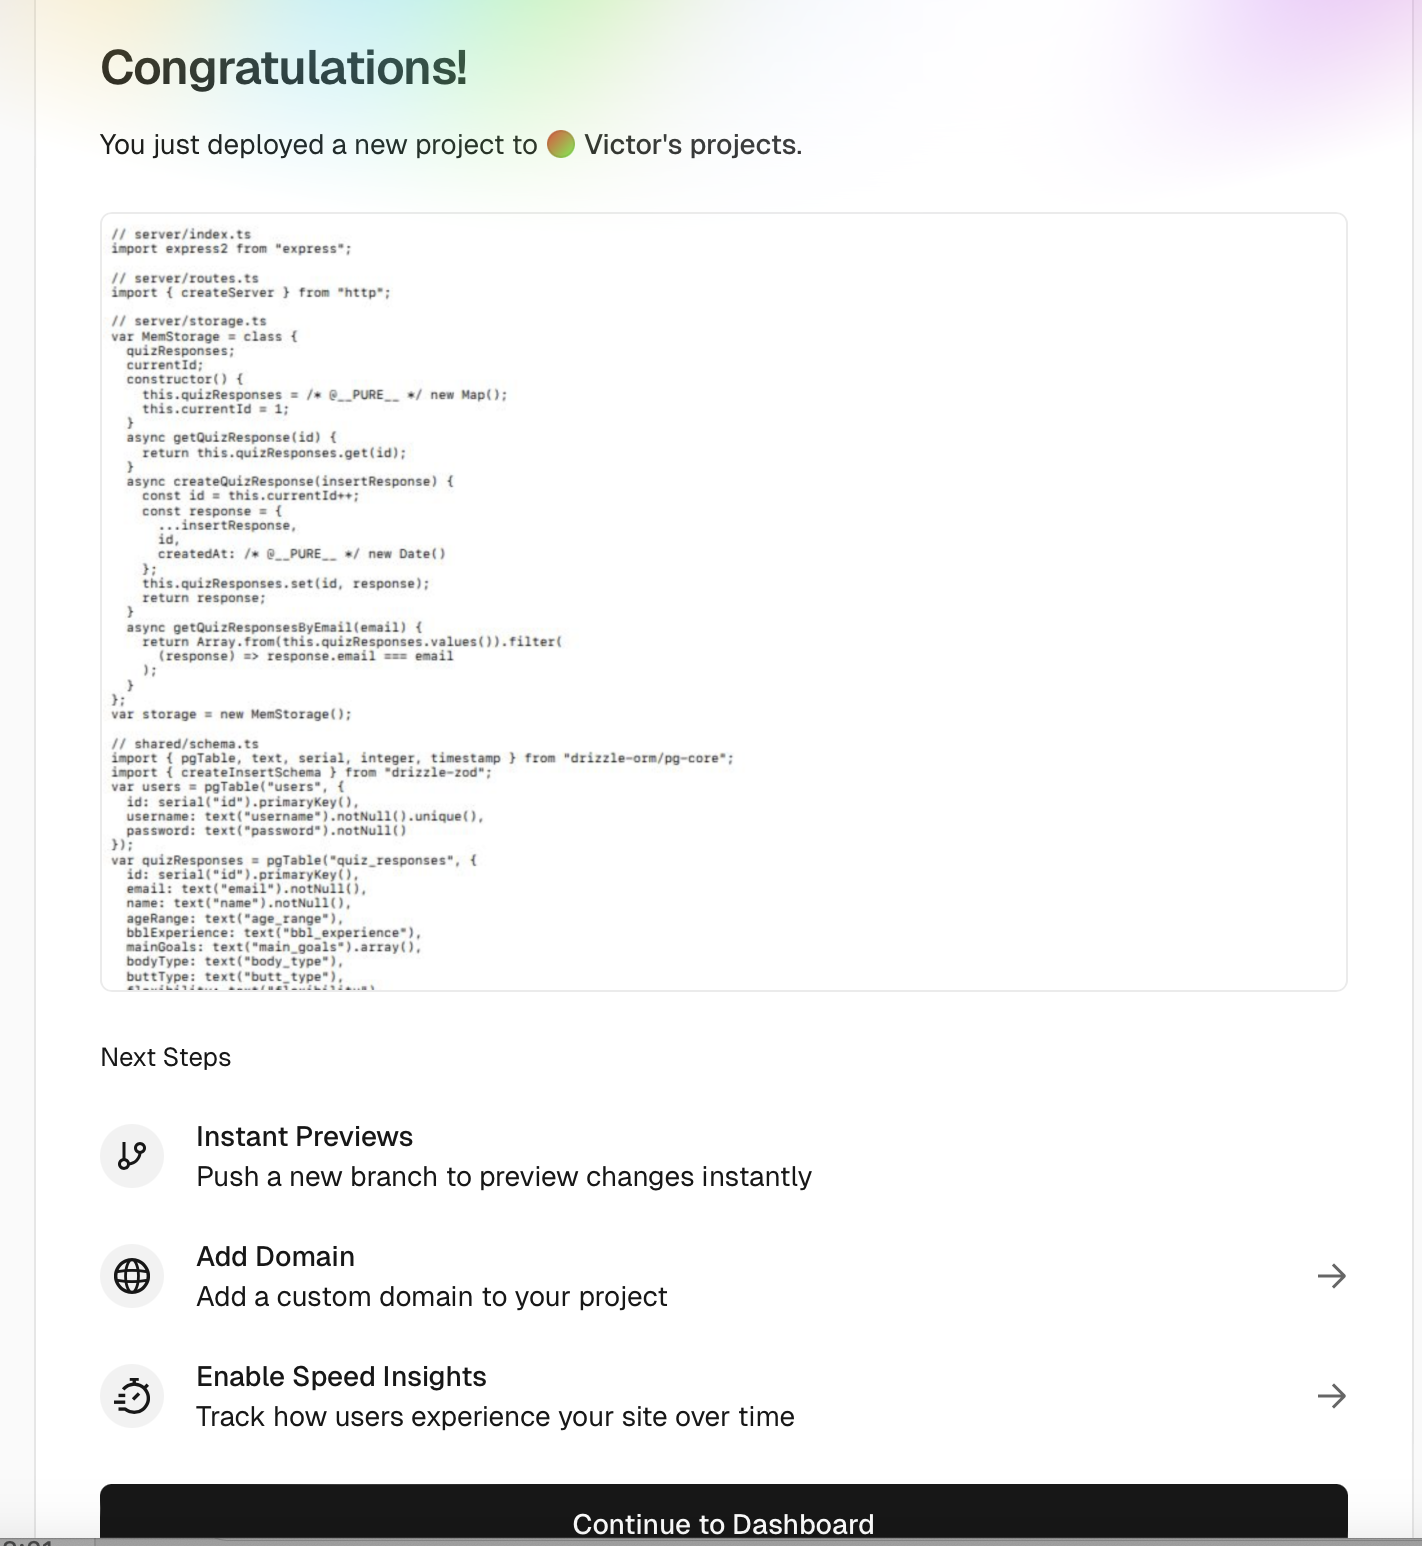 Congratulations!
You just deployed a new project to Victor's projects.
// server/index.ts
import express2 from "express";
// server/routes.ts
import { createServer } from "http";
// server/storage.ts
var MemStorage = class {
  quizResponses;
  currentId;
  constructor() {
    this.quizResponses = /* @__PURE__ */ new Map();
    this.currentId = 1;
  }
  async getQuizResponse(id) {
    return this.quizResponses.get(id);
  }
  async createQuizResponse(insertResponse) {
    const id = this.currentId++;
    const response = {
      ...insertResponse,
      id,
      createdAt: /* @__PURE__ */ new Date()
    };
    this.quizResponses.set(id, response);
    return response;
  }
  async getQuizResponsesByEmail(email) {
    return Array.from(this.quizResponses.values()).filter(
      (response) => response.email === email
    );
  }
};
var storage = new MemStorage();
// shared/schema.ts
import { pgTable, text, serial, integer, timestamp } from "drizzle-orm/pg-core";
import { createInsertSchema } from "drizzle-zod";
var users = pgTable("users", {
  id: serial("id").primaryKey(),
  username: text("username").notNull().unique(),
  password: text("password").notNull()
});
var quizResponses = pgTable("quiz_responses", {
  id: serial("id").primaryKey(),
  email: text("email").notNull(),
  name: text("name").notNull(),
  ageRange: text("age_range"),
  bblExperience: text("bbl_experience"),
  mainGoals: text("main_goals").array(),
  bodyType: text("body_type"),
  buttType: text("butt_type"),
  flexibility: text("flexibility")
Next Steps
Instant Previews
Push a new branch to preview changes instantly
Add Domain
Add a custom domain to your project
Enable Speed Insights
Track how users experience your site over time
Continue to Dashboard